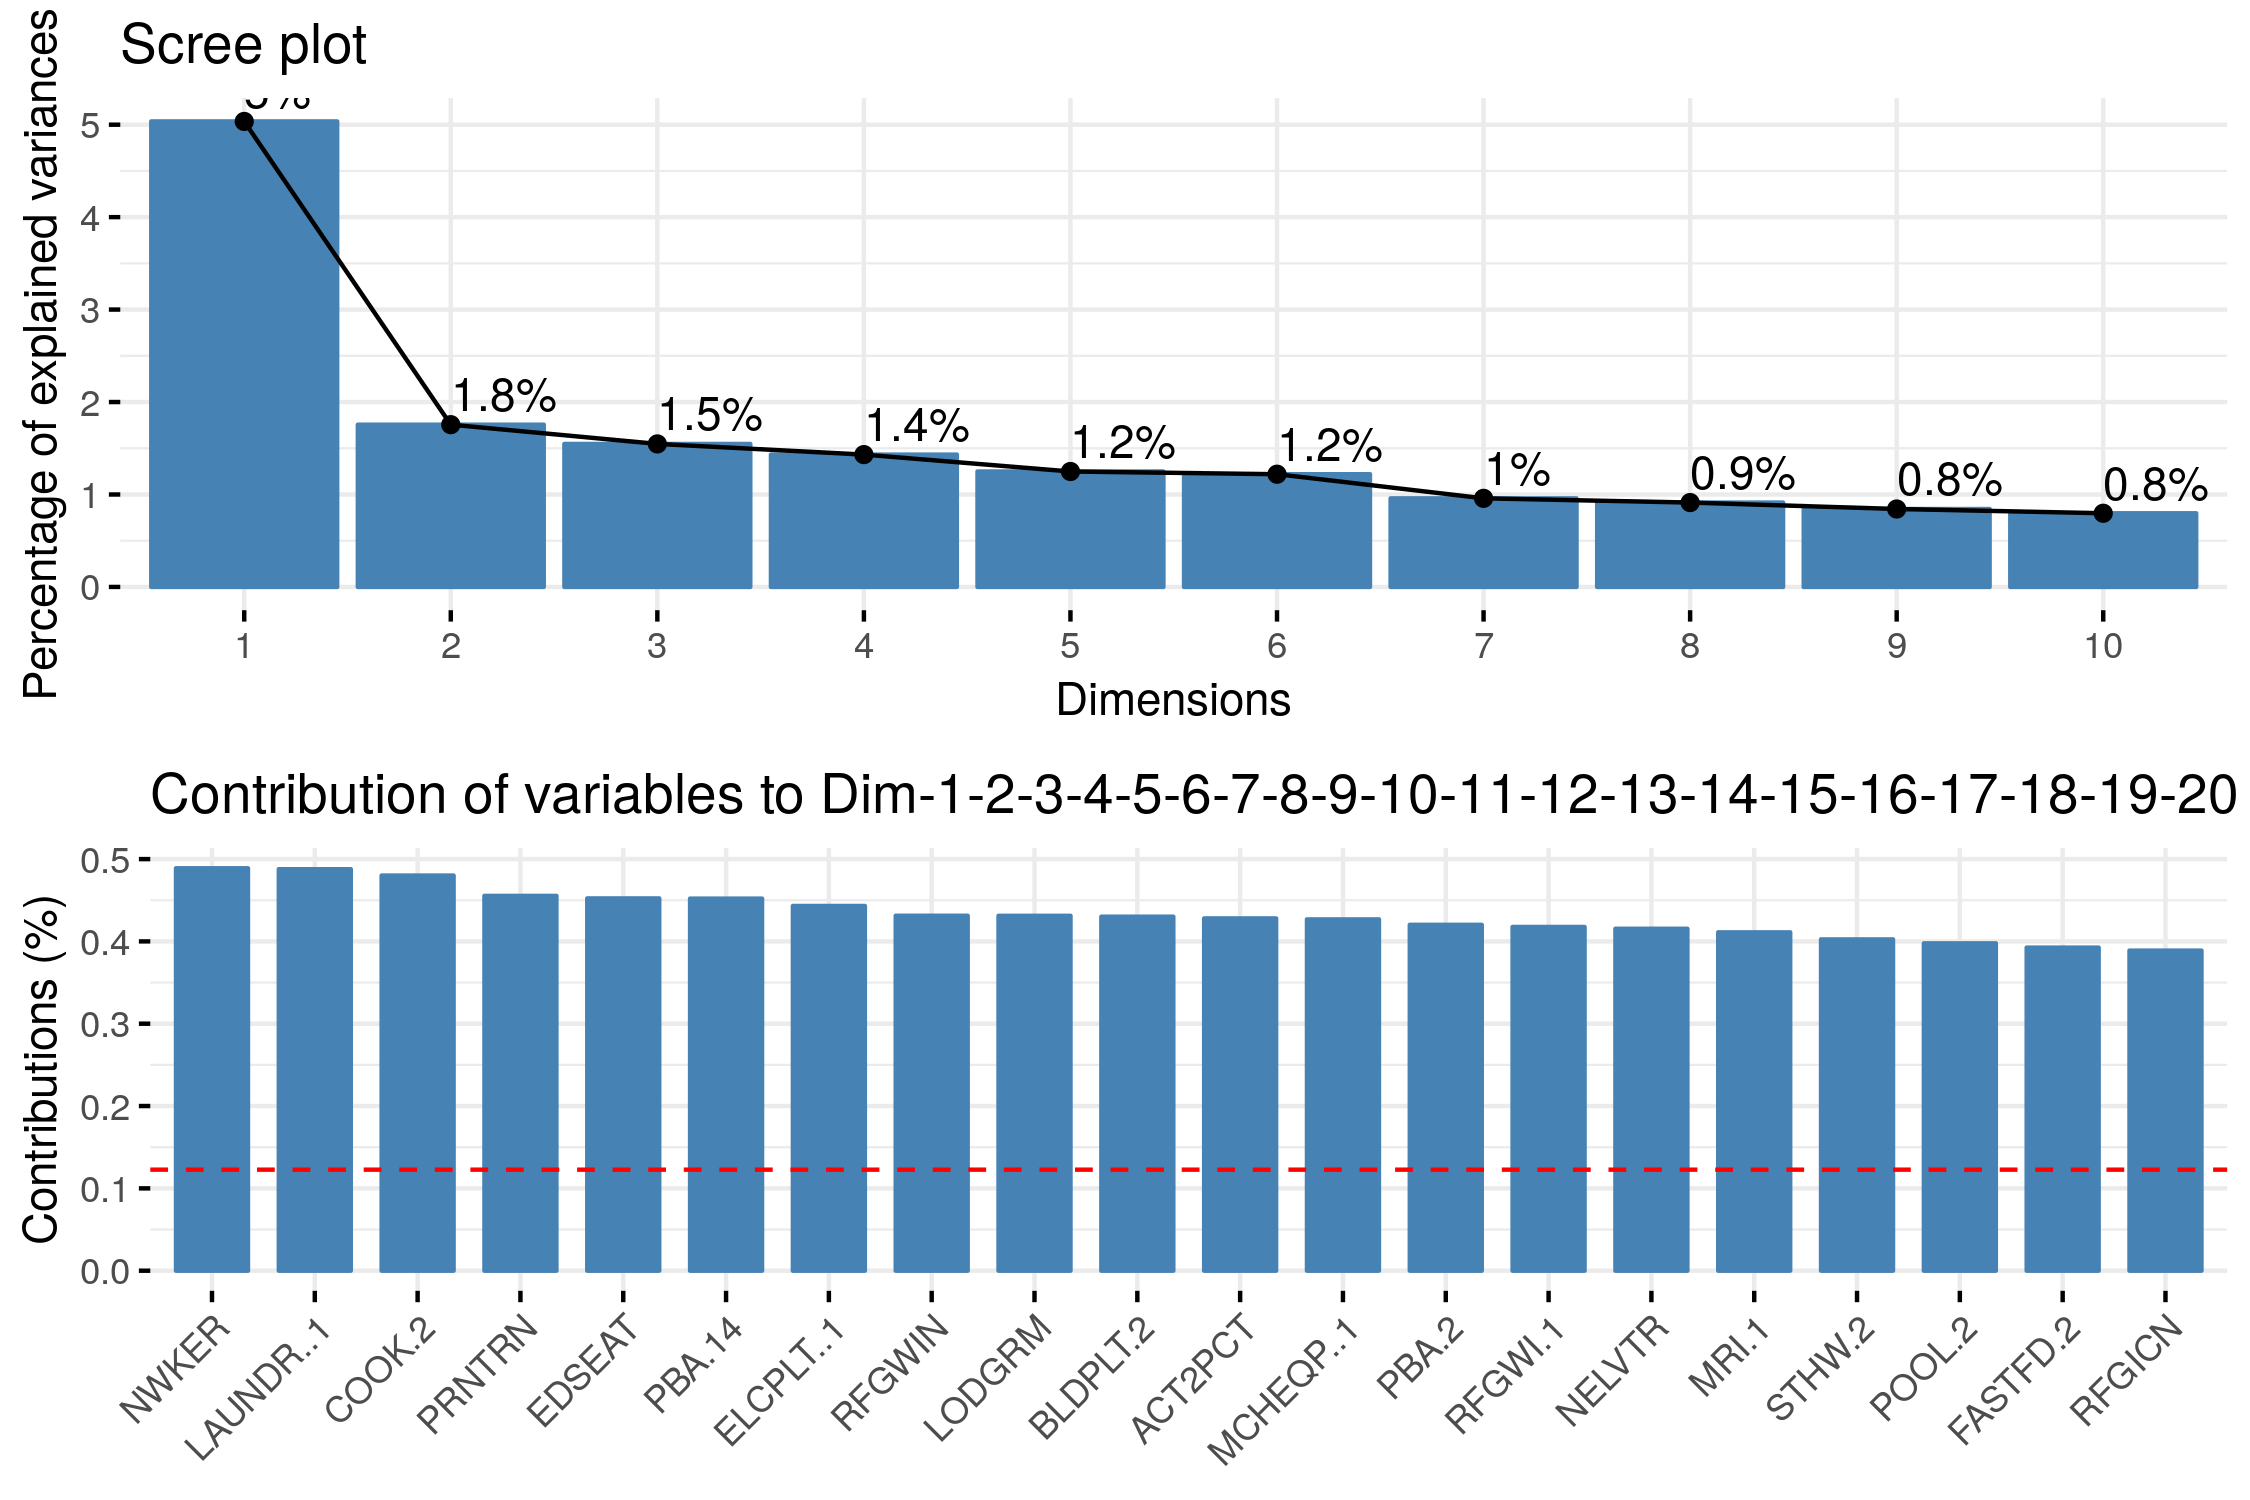 Scree plot
Percentage of explained variances
5
4
3
2
1
0
5%
1.8%
1.5%
1.4%
1.2%
1.2%
1%
0.9%
0.8%
0.8%
1 2 3 4 5 6 7 8 9 10
Dimensions
Contribution of variables to Dim-1-2-3-4-5-6-7-8-9-10-11-12-13-14-15-16-17-18-19-20
Contributions (%)
0.5
0.4
0.3
0.2
0.1
0.0
NWKER
LAUNDR..1
COOK.2
PRNTRN
EDSEAT
PBA.14
ELCPLT..1
RFGWIN
LODGRM
BLDPLT.2
ACT2PCT
MCHEQP..1
PBA.2
RFGWI.1
NELVTR
MRI.1
STHW.2
POOL.2
FASTFD.2
RFGICN